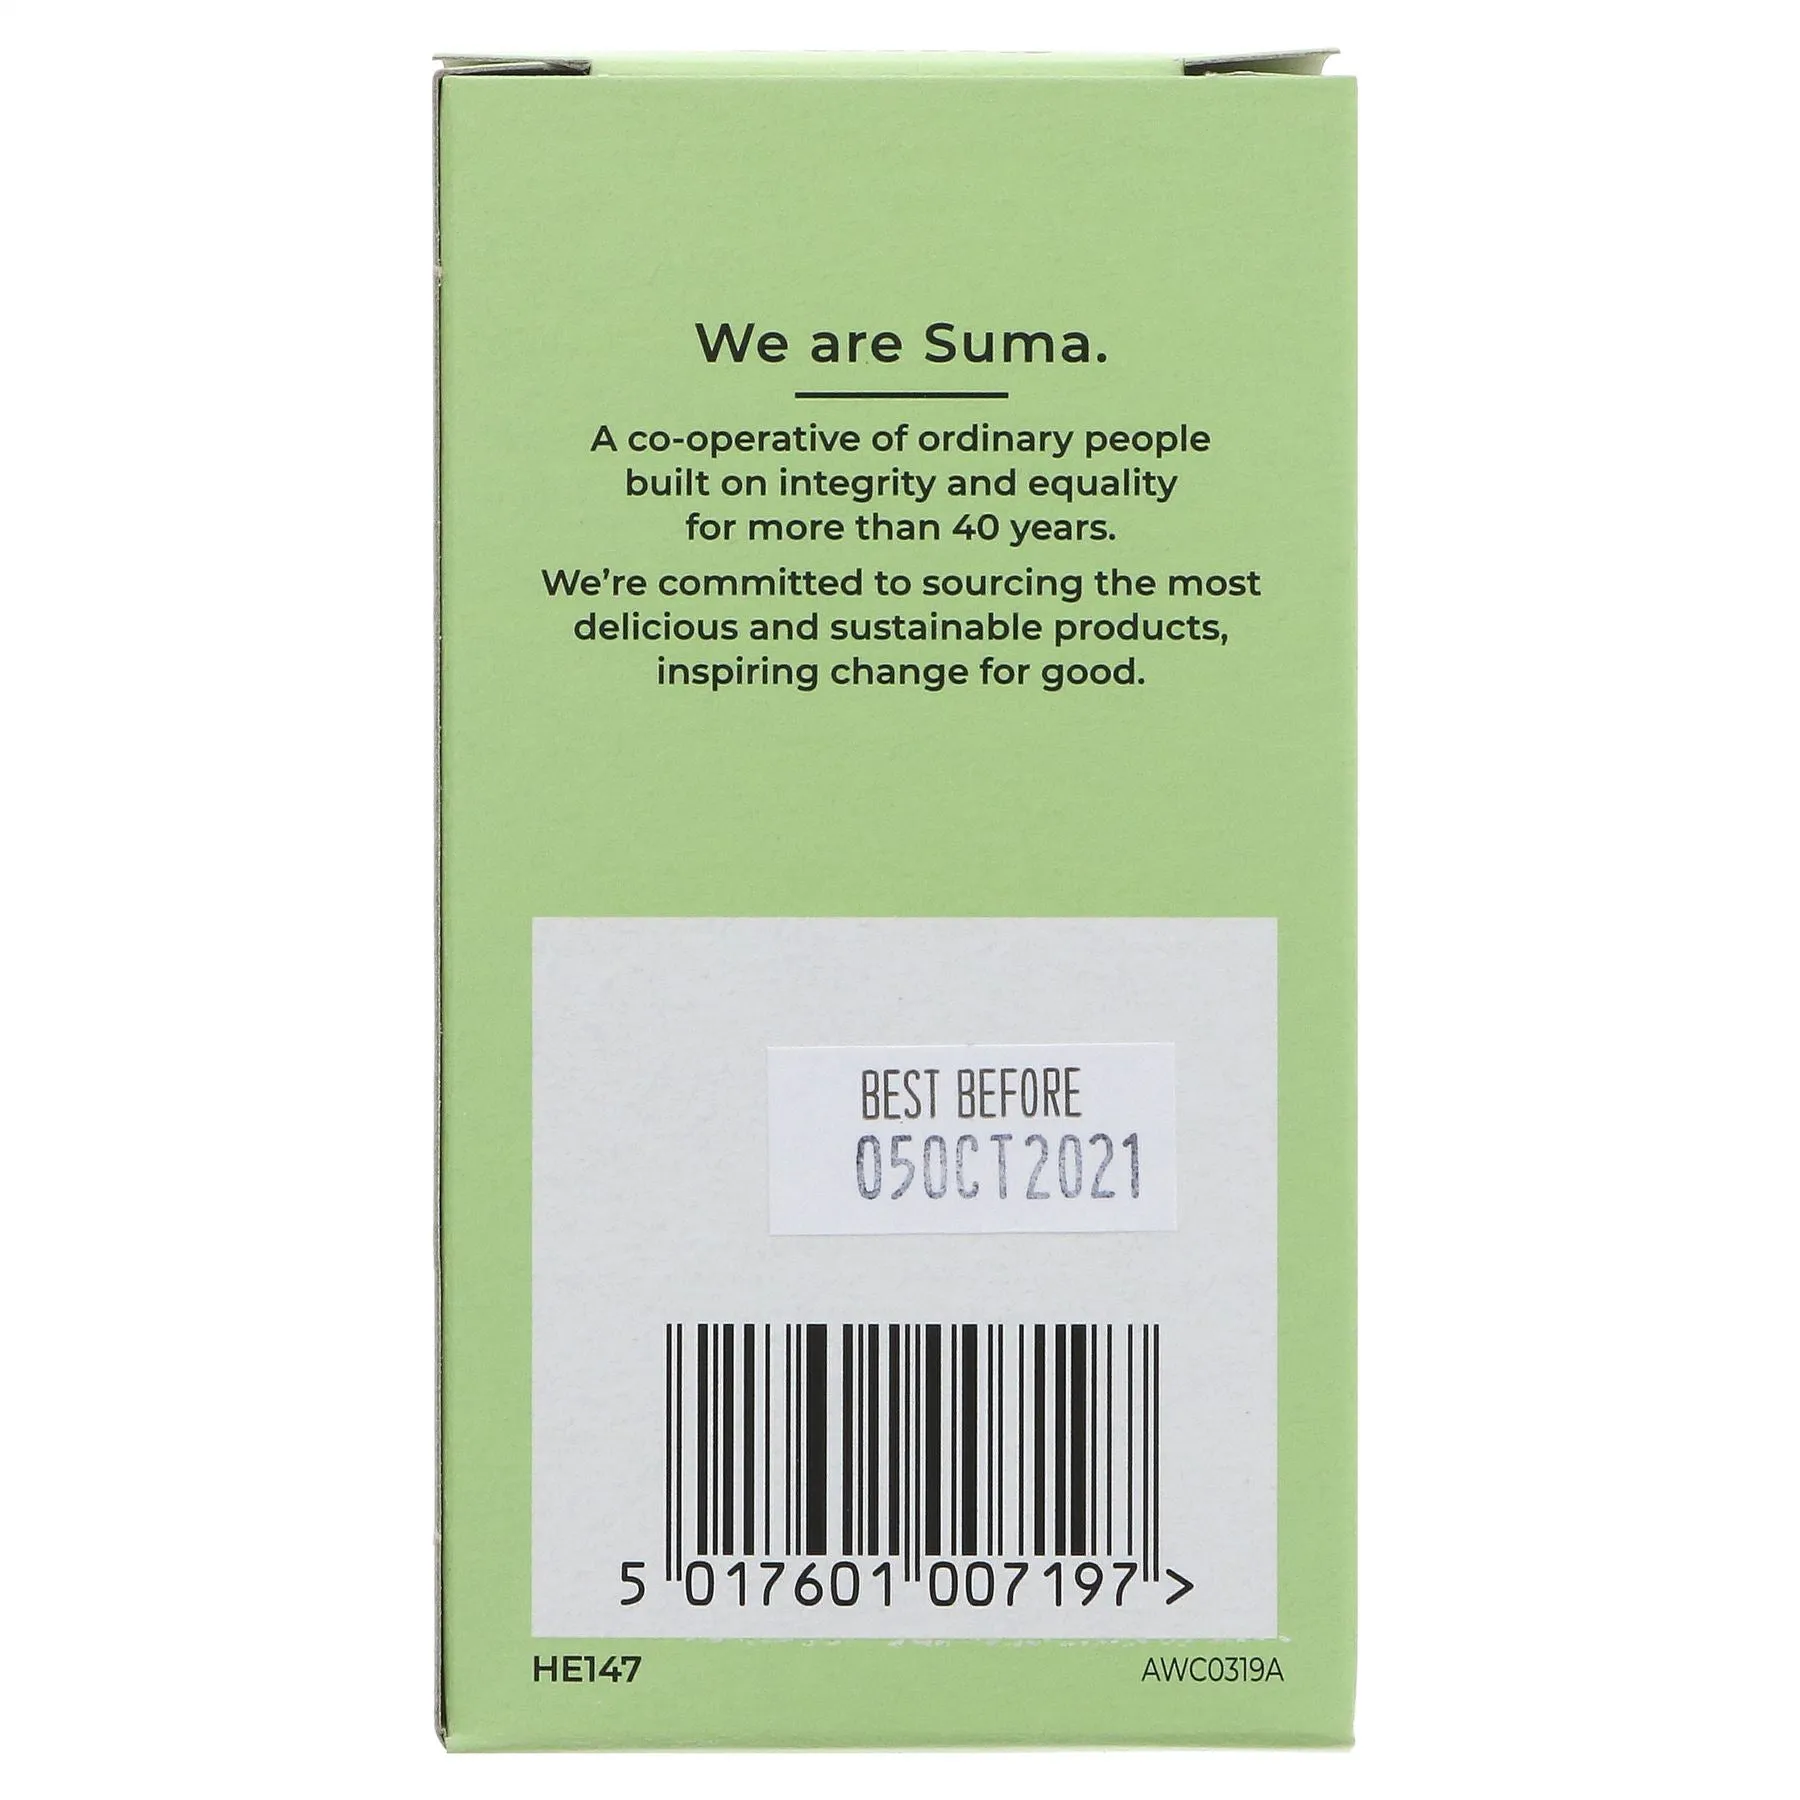 We are Suma.
A co-operative of ordinary people
built on integrity and equality
for more than 40 years.
We’re committed to sourcing the most
delicious and sustainable products,
inspiring change for good.
BEST BEFORE
05OCT2021
5 017601 007197 >
HE147
AWC0319A